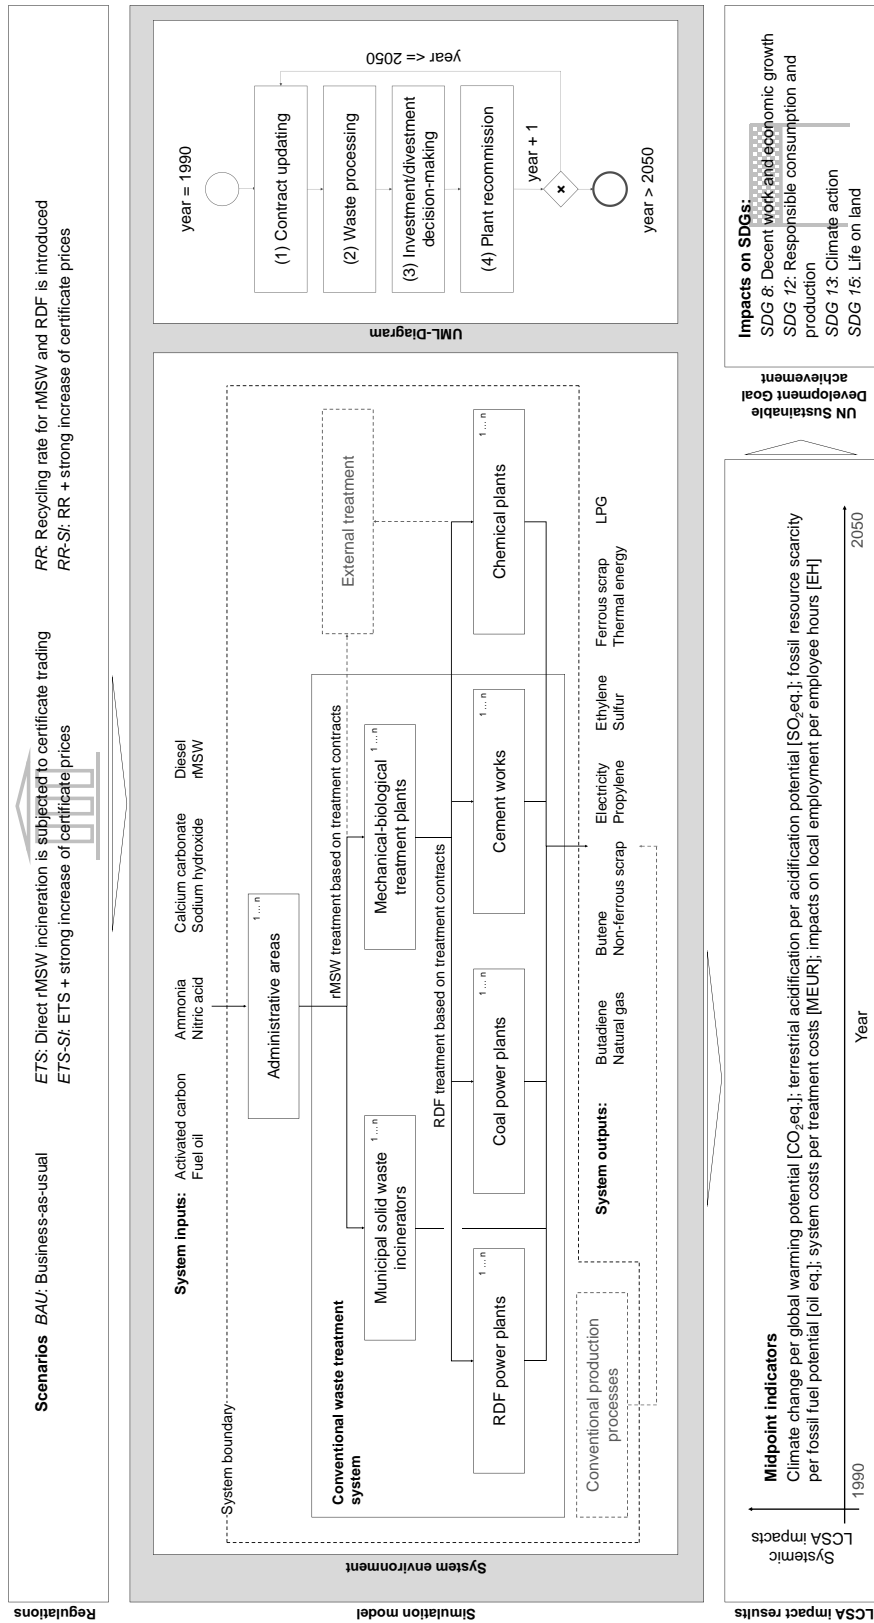 Regulations
Scenarios BAU: Business-as-usual
ETS: Direct rMSW incineration is subjected to certificate trading
ETS-SI: ETS + strong increase of certificate prices
RR: Recycling rate for rMSW and RDF is introduced
RR-SI: RR + strong increase of certificate prices
Simulation model
System environment
System inputs:
Activated carbon
Fuel oil
Ammonia
Nitric acid
Calcium carbonate
Sodium hydroxide
Diesel
rMSW
System boundary
Administrative areas
1 ... n
Conventional waste treatment
system
rMSW treatment based on treatment contracts
External treatment
Municipal solid waste
incinerators
1 ... n
Mechanical-biological
treatment plants
1 ... n
RDF treatment based on treatment contracts
RDF power plants
1 ... n
Coal power plants
1 ... n
Cement works
1 ... n
Chemical plants
1 ... n
Conventional production
processes
System outputs:
Butadiene
Natural gas
Butene
Non-ferrous scrap
Electricity
Propylene
Ethylene
Sulfur
Ferrous scrap
Thermal energy
LPG
UML-Diagram
year = 1990
(1) Contract updating
(2) Waste processing
(3) Investment/divestment
decision-making
(4) Plant recommission
year + 1
year <= 2050
year > 2050
LCSA impact results
Systemic
LCSA impacts
Midpoint indicators
Climate change per global warming potential [CO₂eq.]; terrestrial acidification per acidification potential [SO₂eq.]; fossil resource scarcity
per fossil fuel potential [oil eq.]; system costs per treatment costs [MEUR]; impacts on local employment per employee hours [EH]
1990
Year
2050
UN Sustainable
Development Goal
achievement
Impacts on SDGs:
SDG 8: Decent work and economic growth
SDG 12: Responsible consumption and
production
SDG 13: Climate action
SDG 15: Life on land